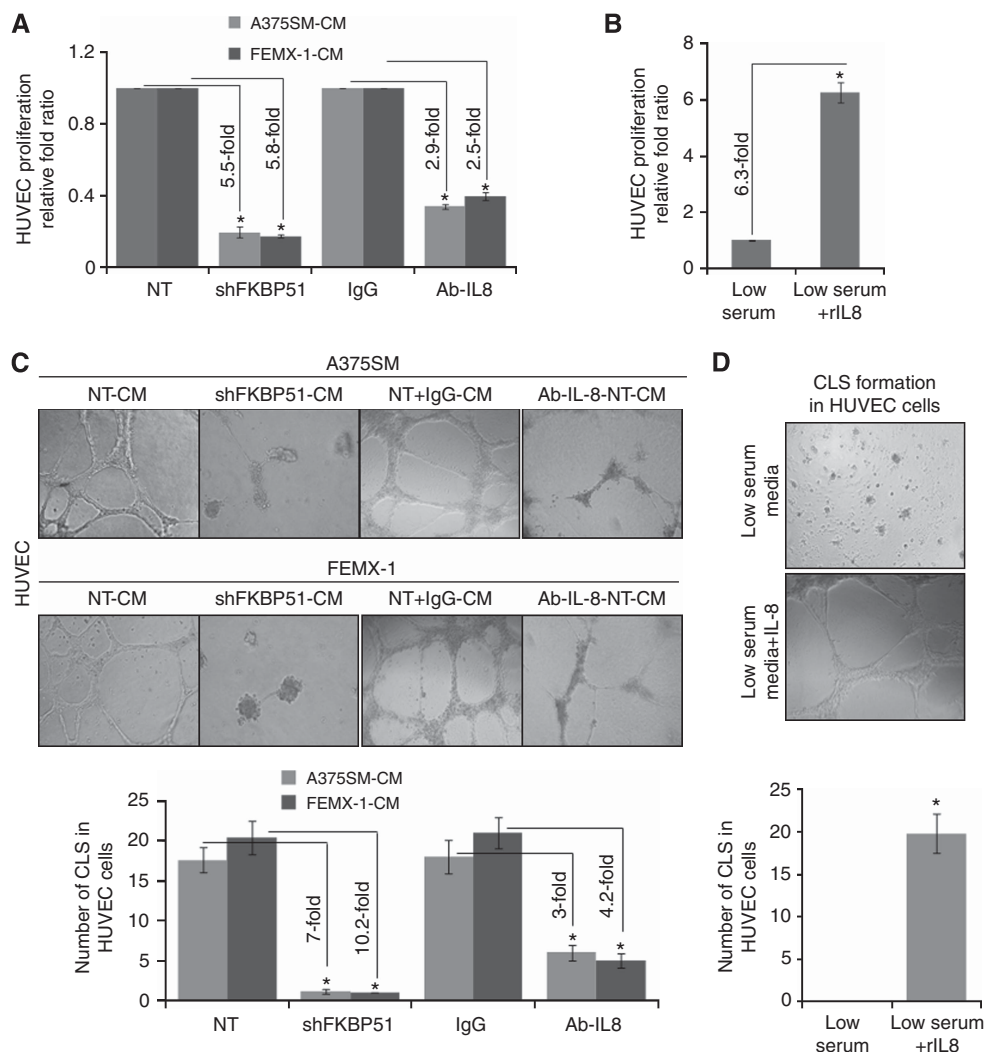 A
A375SM-CM
FEMX-1-CM
HUVEC proliferation
relative fold ratio
1.2
0.8
0.4
0
5.5-fold
5.8-fold
2.9-fold
2.5-fold
*
*
*
*
NT
shFKBP51
IgG
Ab-IL8
B
HUVEC proliferation
relative fold ratio
8
6
4
2
0
6.3-fold
*
Low
serum
Low serum
+rIL8
C
A375SM
NT-CM
shFKBP51-CM
NT+IgG-CM
Ab-IL-8-NT-CM
HUVEC
FEMX-1
NT-CM
shFKBP51-CM
NT+IgG-CM
Ab-IL-8-NT-CM
A375SM-CM
FEMX-1-CM
Number of CLS in
HUVEC cells
25
20
15
10
5
0
7-fold
10.2-fold
3-fold
4.2-fold
*
*
*
*
NT
shFKBP51
IgG
Ab-IL8
D
CLS formation
in HUVEC cells
Low serum
media
Low serum
media+IL-8
Number of CLS in
HUVEC cells
25
20
15
10
5
0
*
Low
serum
Low serum
+rIL8